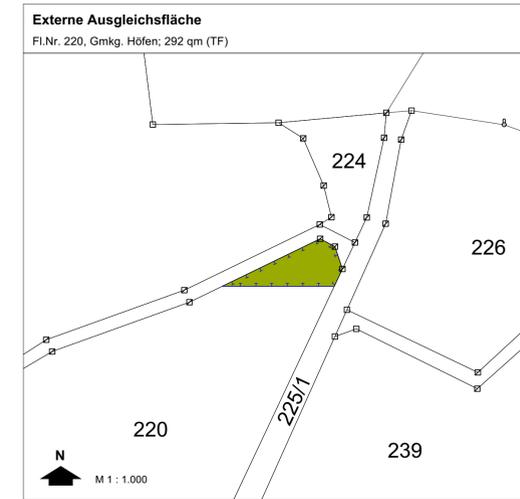 Externe Ausgleichsfläche
Fl.Nr. 220, Gmkg. Höfen; 292 qm (TF)
224
226
225/1
220
239
N
M 1 : 1.000